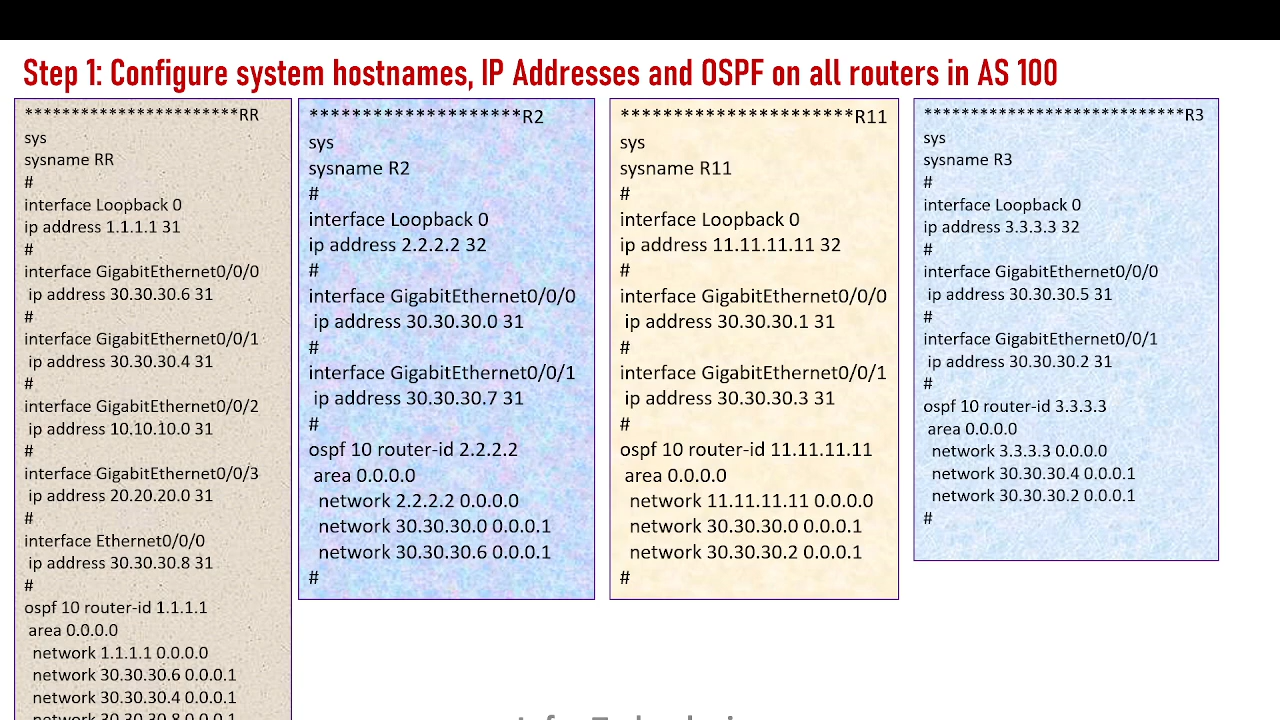 Step 1: Configure system hostnames, IP Addresses and OSPF on all routers in AS 100
***********************RR
sys
sysname RR
#
interface Loopback 0
ip address 1.1.1.1 31
#
interface GigabitEthernet0/0/0
ip address 30.30.30.6 31
#
interface GigabitEthernet0/0/1
ip address 30.30.30.4 31
#
interface GigabitEthernet0/0/2
ip address 10.10.10.0 31
#
interface GigabitEthernet0/0/3
ip address 20.20.20.0 31
#
interface Ethernet0/0/0
ip address 30.30.30.8 31
#
ospf 10 router-id 1.1.1.1
area 0.0.0.0
network 1.1.1.1 0.0.0.0
network 30.30.30.6 0.0.0.1
network 30.30.30.4 0.0.0.1
network 30.30.30.8 0.0.0.1
********************R2
sys
sysname R2
#
interface Loopback 0
ip address 2.2.2.2 32
#
interface GigabitEthernet0/0/0
ip address 30.30.30.0 31
#
interface GigabitEthernet0/0/1
ip address 30.30.30.7 31
#
ospf 10 router-id 2.2.2.2
area 0.0.0.0
network 2.2.2.2 0.0.0.0
network 30.30.30.0 0.0.0.1
network 30.30.30.6 0.0.0.1
#
**********************R11
sys
sysname R11
#
interface Loopback 0
ip address 11.11.11.11 32
#
interface GigabitEthernet0/0/0
ip address 30.30.30.1 31
#
interface GigabitEthernet0/0/1
ip address 30.30.30.3 31
#
ospf 10 router-id 11.11.11.11
area 0.0.0.0
network 11.11.11.11 0.0.0.0
network 30.30.30.0 0.0.0.1
network 30.30.30.2 0.0.0.1
#
****************************R3
sys
sysname R3
#
interface Loopback 0
ip address 3.3.3.3 32
#
interface GigabitEthernet0/0/0
ip address 30.30.30.5 31
#
interface GigabitEthernet0/0/1
ip address 30.30.30.2 31
#
ospf 10 router-id 3.3.3.3
area 0.0.0.0
network 3.3.3.3 0.0.0.0
network 30.30.30.4 0.0.0.1
network 30.30.30.2 0.0.0.1
#